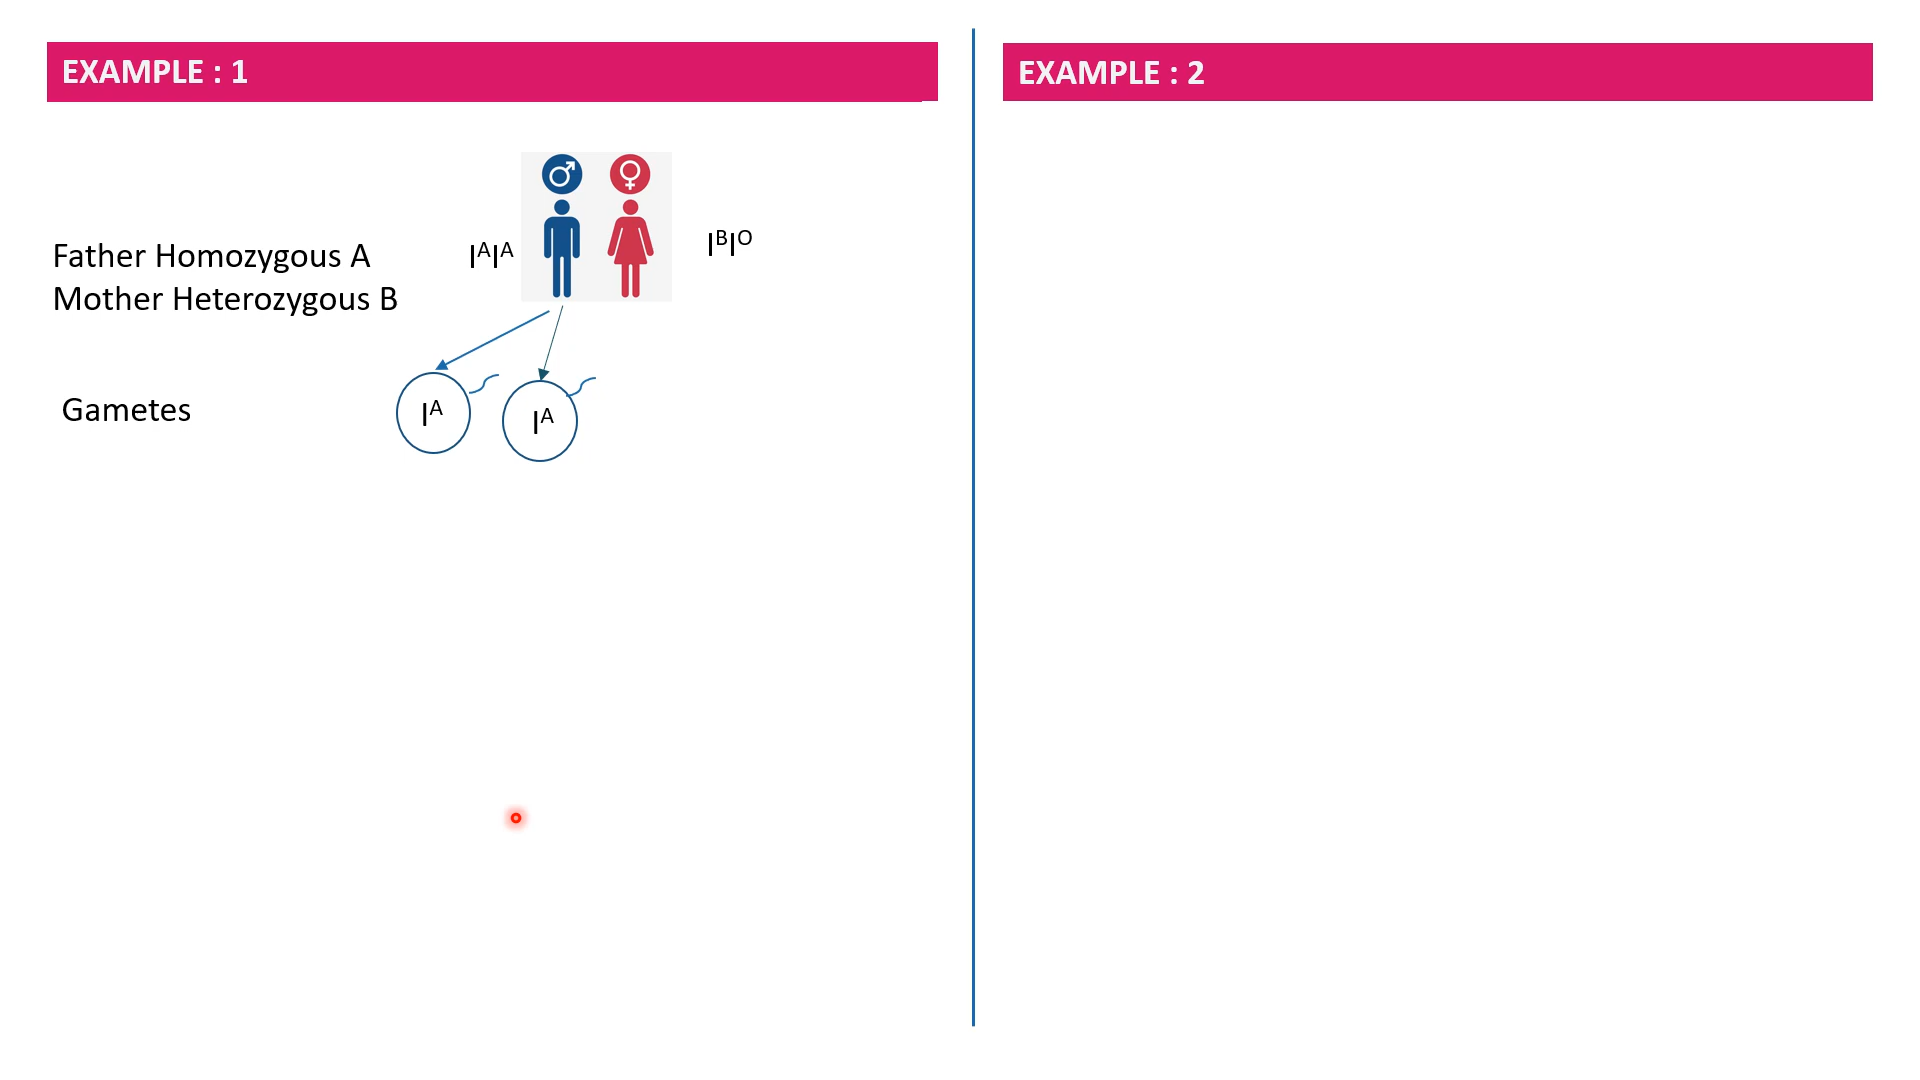 EXAMPLE : 1
Father Homozygous A
Mother Heterozygous B
IᴬIᴬ
IᴮIᴼ
Gametes
Iᴬ
Iᴬ
EXAMPLE : 2